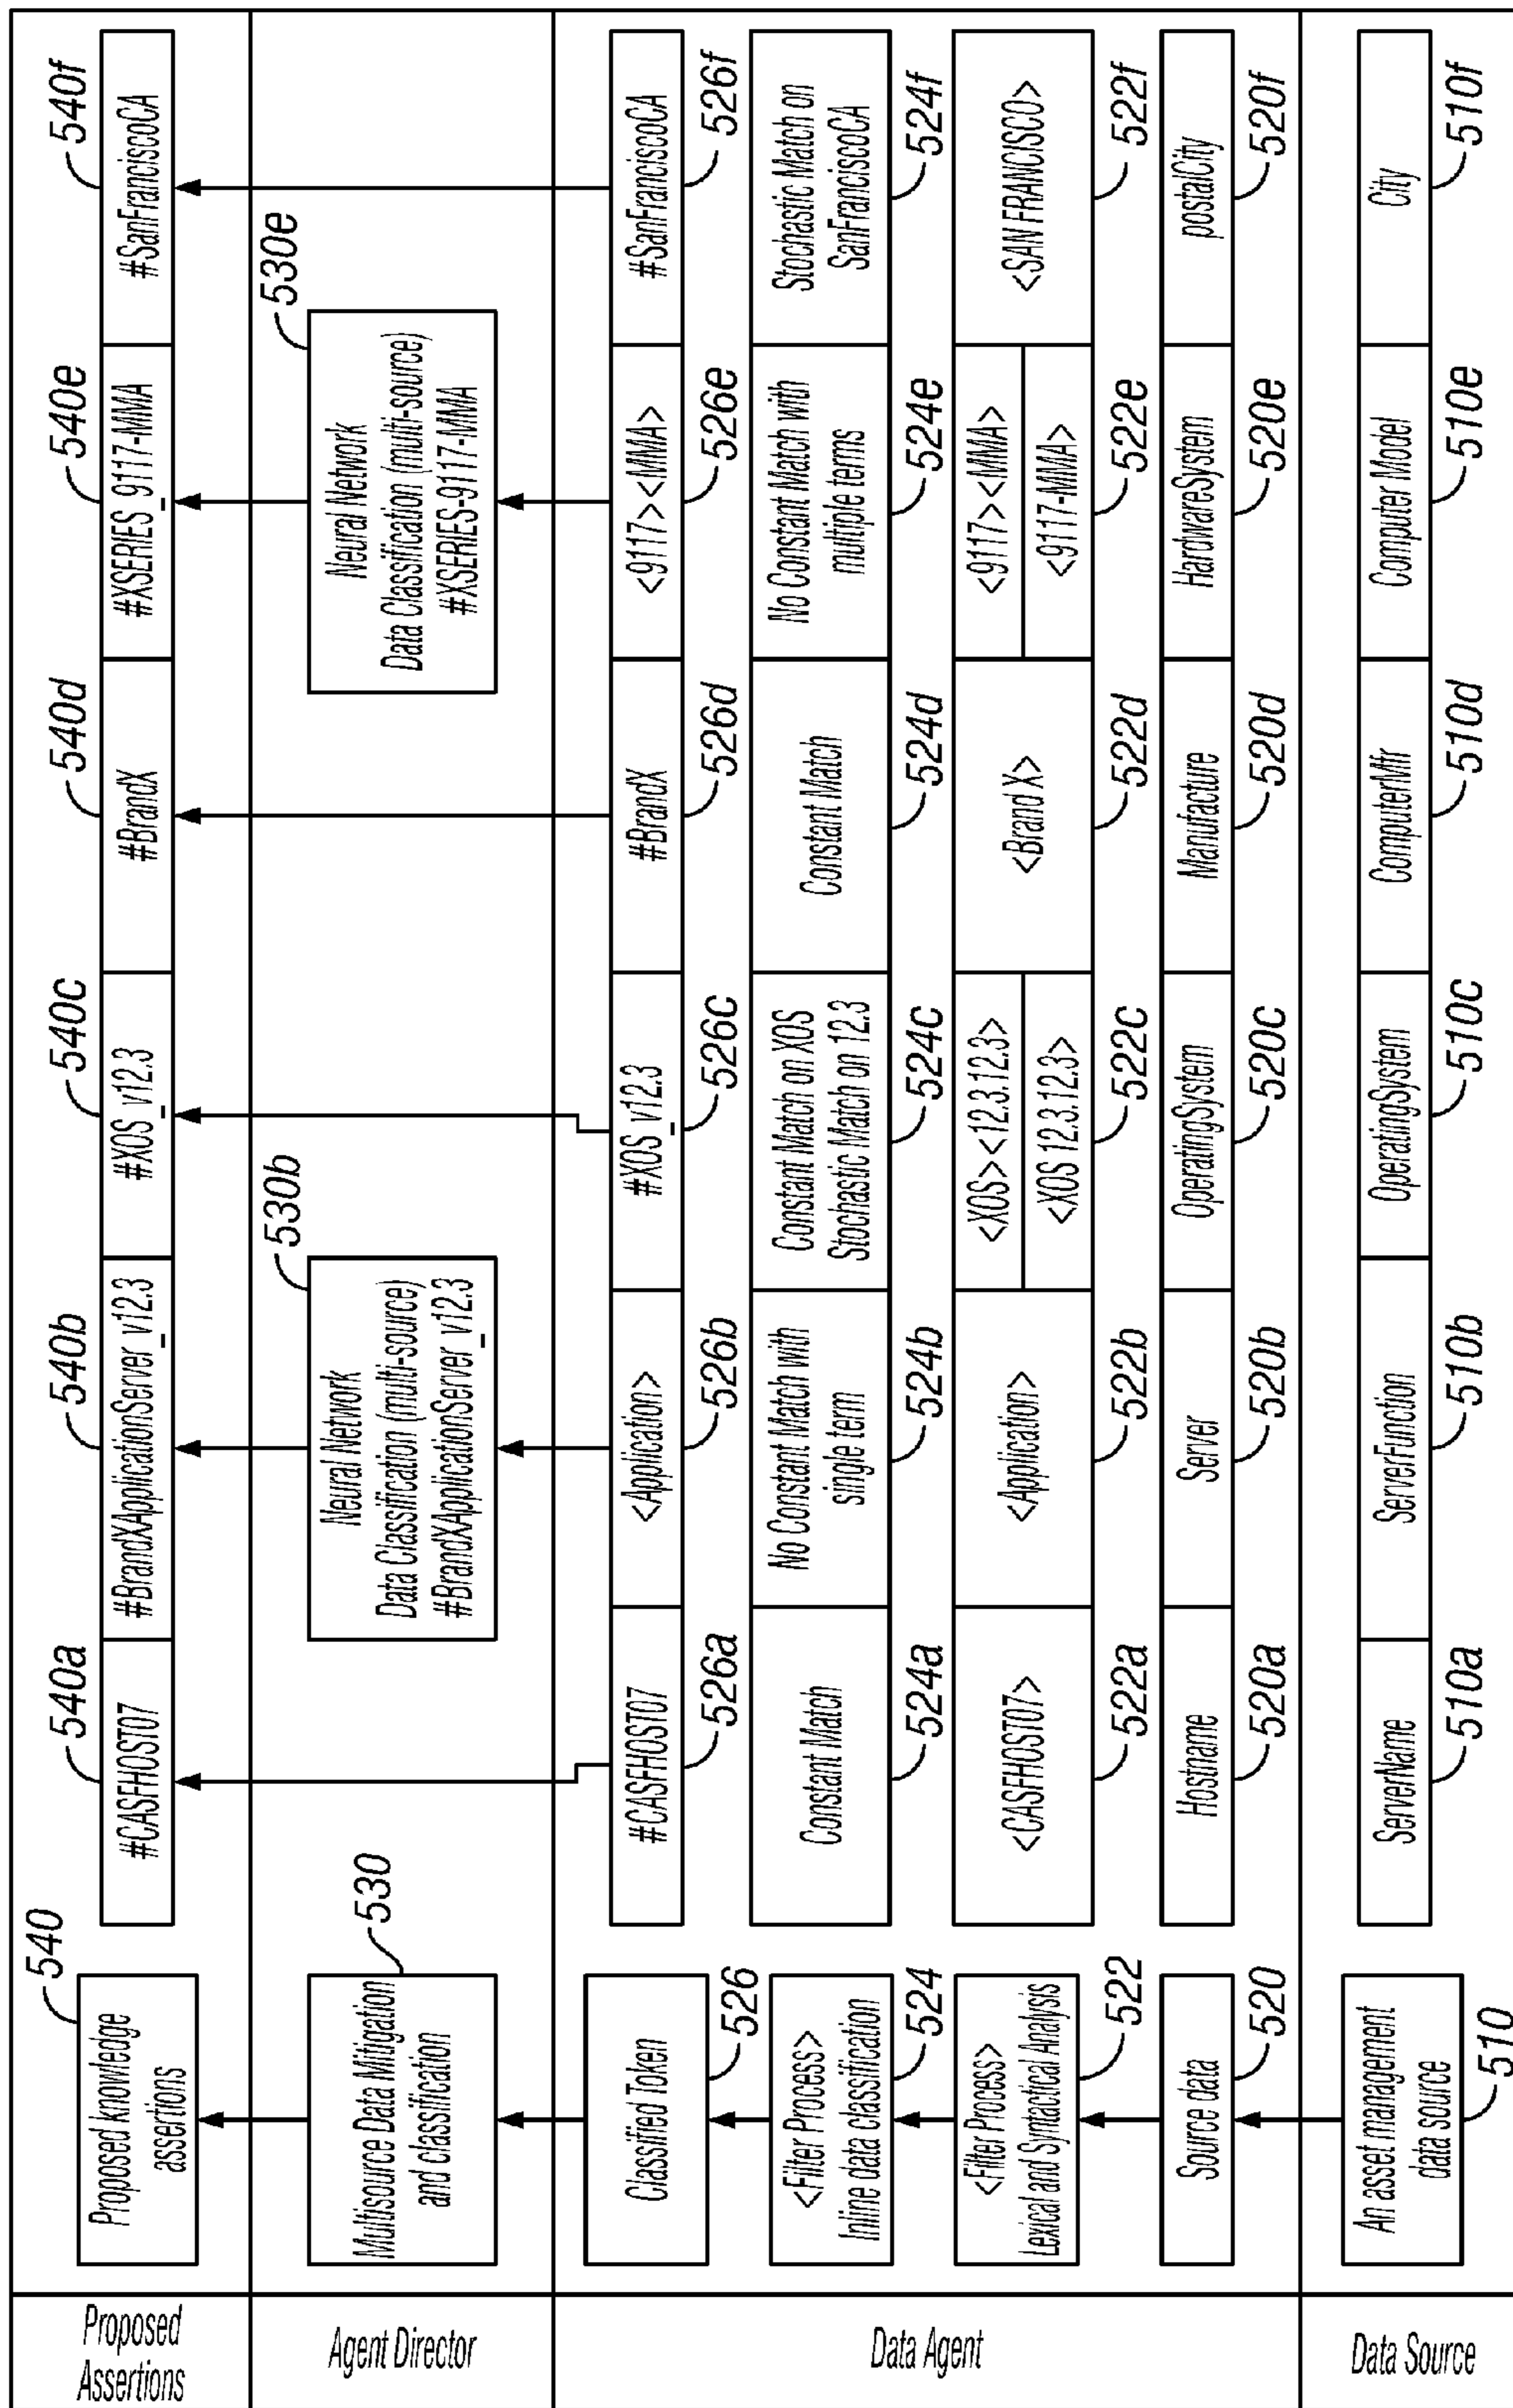 Proposed
Assertions
540
Proposed knowledge
assertions
540a
#CASFHOST07
540b
#BrandXApplicationServer_v12.3
540c
#XOS_v12.3
540d
#BrandX
540e
#XSERIES_9117-MMA
540f
#SanFranciscoCA
Agent Director
530
Multisource Data Mitigation
and classification
530b
Neural Network
Data Classification (multi-source)
#BrandXApplicationServer_v12.3
530e
Neural Network
Data Classification (multi-source)
#XSERIES-9117-MMA
Data Agent
Classified Token
526
#CASFHOST07
526a
<Application>
526b
#XOS_v12.3
526c
#BrandX
526d
<9117><MMA>
526e
#SanFranciscoCA
526f
<Filter Process>
Inline data classification
524
Constant Match
524a
No Constant Match with
single term
524b
Constant Match on XOS
Stochastic Match on 12.3
524c
Constant Match
524d
No Constant Match with
multiple terms
524e
Stochastic Match on
SanFranciscoCA
524f
<Filter Process>
Lexical and Syntactical Analysis
522
<CASFHOST07>
522a
<Application>
522b
<XOS><12.3.12.3>
<XOS 12.3.12.3>
522c
<Brand X>
522d
<9117><MMA>
<9117-MMA>
522e
<SAN FRANCISCO>
522f
Source data
520
Hostname
520a
Server
520b
OperatingSystem
520c
Manufacture
520d
HardwareSystem
520e
postalCity
520f
Data Source
An asset management
data source
510
ServerName
510a
ServerFunction
510b
OperatingSystem
510c
ComputerMfr
510d
Computer Model
510e
City
510f